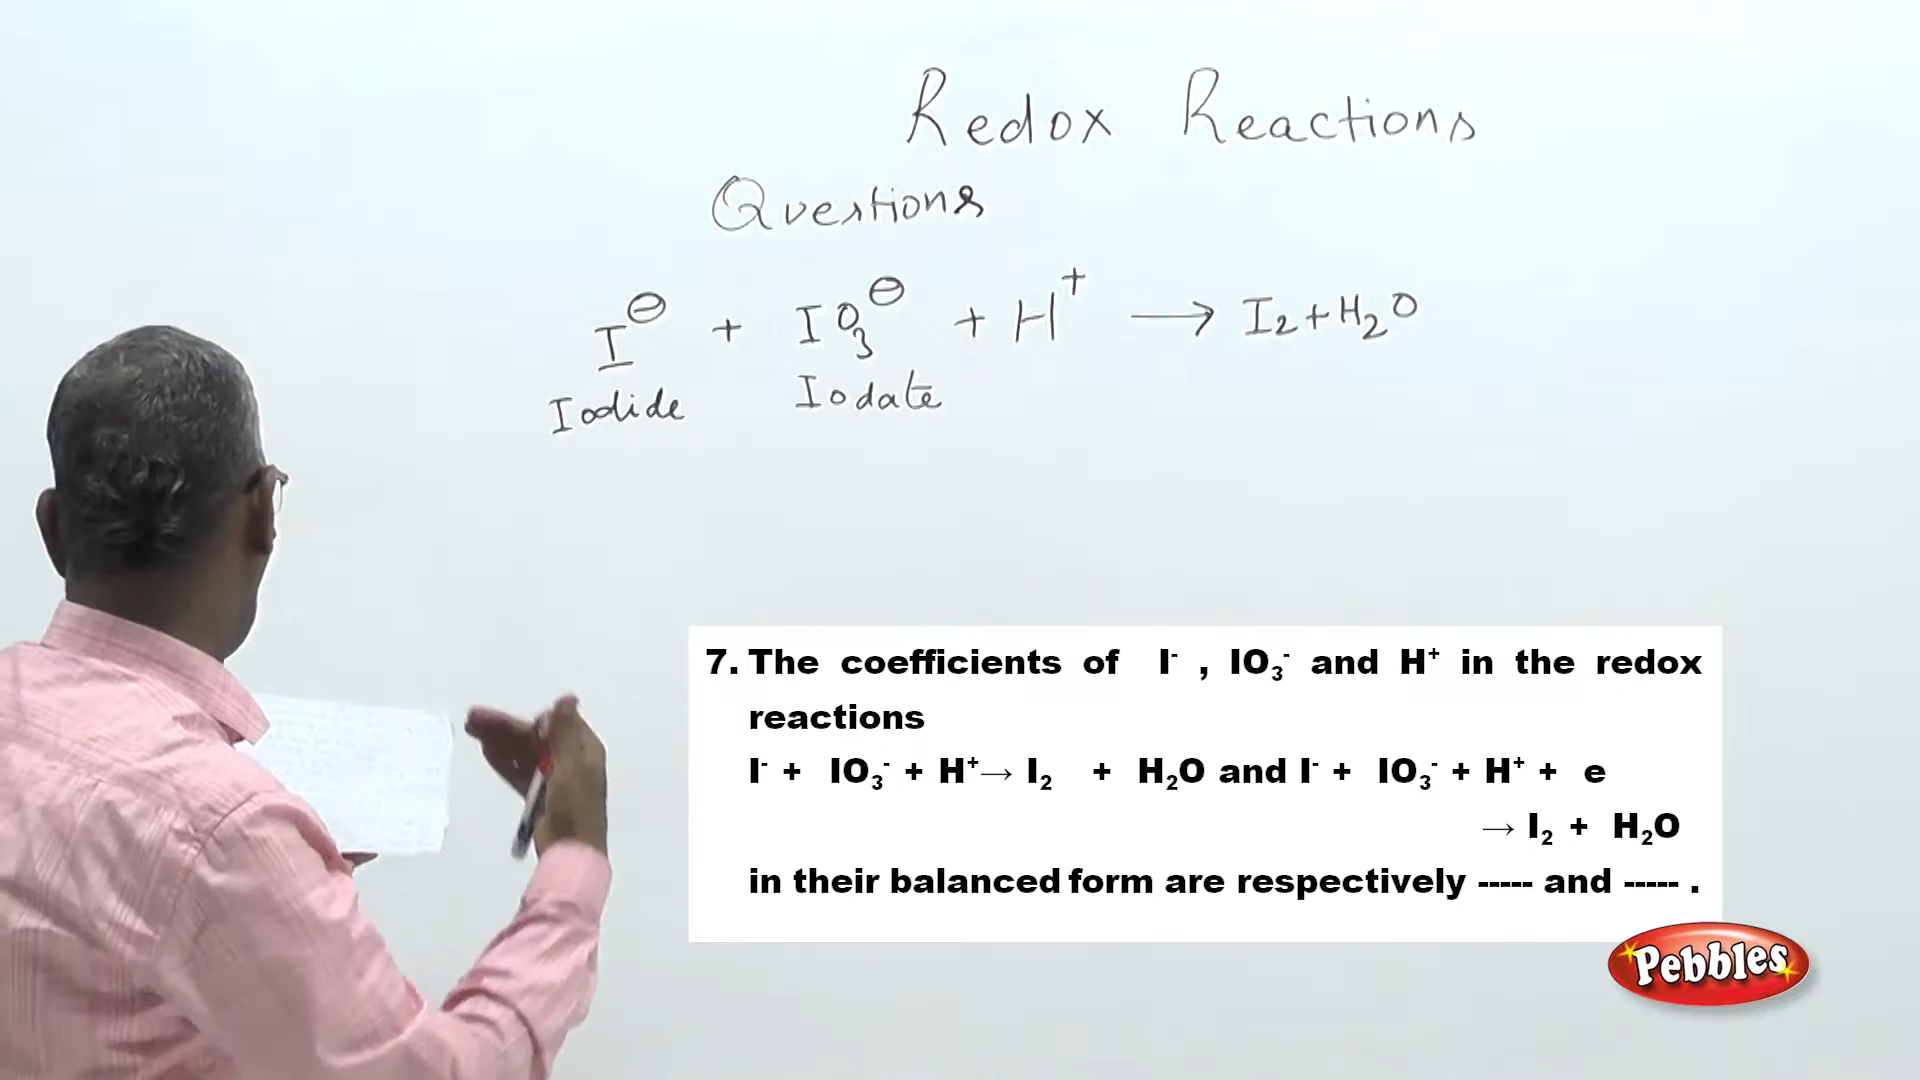 Redox Reactions
Questions
I⊖ + IO₃⊖ + H⁺ ⟶ I₂ + H₂O
Iodide Iodate
7. The coefficients of I⁻ , IO₃⁻ and H⁺ in the redox
reactions
I⁻ + IO₃⁻ + H⁺→ I₂ + H₂O and I⁻ + IO₃⁻ + H⁺ + e
→ I₂ + H₂O
in their balanced form are respectively ----- and ----- .
Pebbles